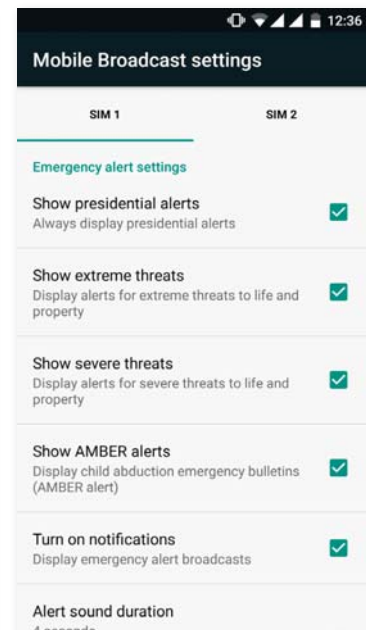 12:36
Mobile Broadcast settings
SIM 1 SIM 2
Emergency alert settings
Show presidential alerts
Always display presidential alerts
Show extreme threats
Display alerts for extreme threats to life and
property
Show severe threats
Display alerts for severe threats to life and
property
Show AMBER alerts
Display child abduction emergency bulletins
(AMBER alert)
Turn on notifications
Display emergency alert broadcasts
Alert sound duration
4 seconds